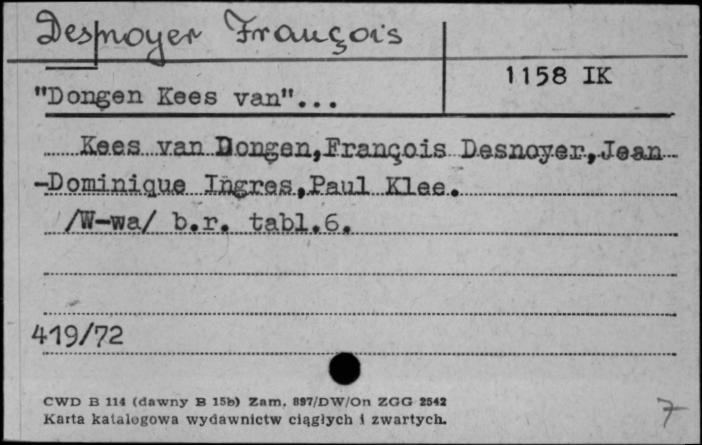 Desnoyer François
1158 IK
"Dongen Kees van"...
Kees van Dongen,François Desnoyer,Jean
-Dominique Ingres,Paul Klee.
/W-wa/ b.r. tabl.6.
419/72
CWD B 114 (dawny B 15b) Zam. 897/DW/On ZGG 2542
Karta katalogowa wydawnictw ciągłych i zwartych.
7